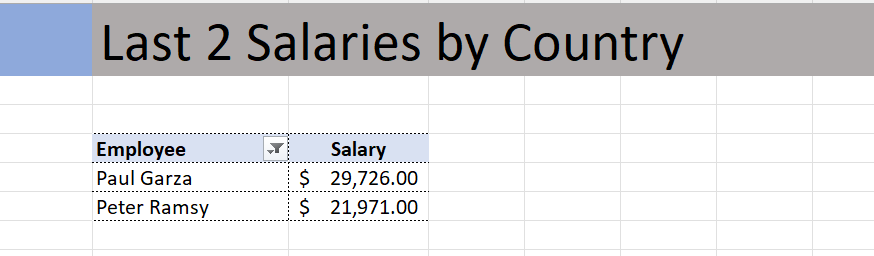 Last 2 Salaries by Country
Employee Salary
Paul Garza $ 29,726.00
Peter Ramsy $ 21,971.00